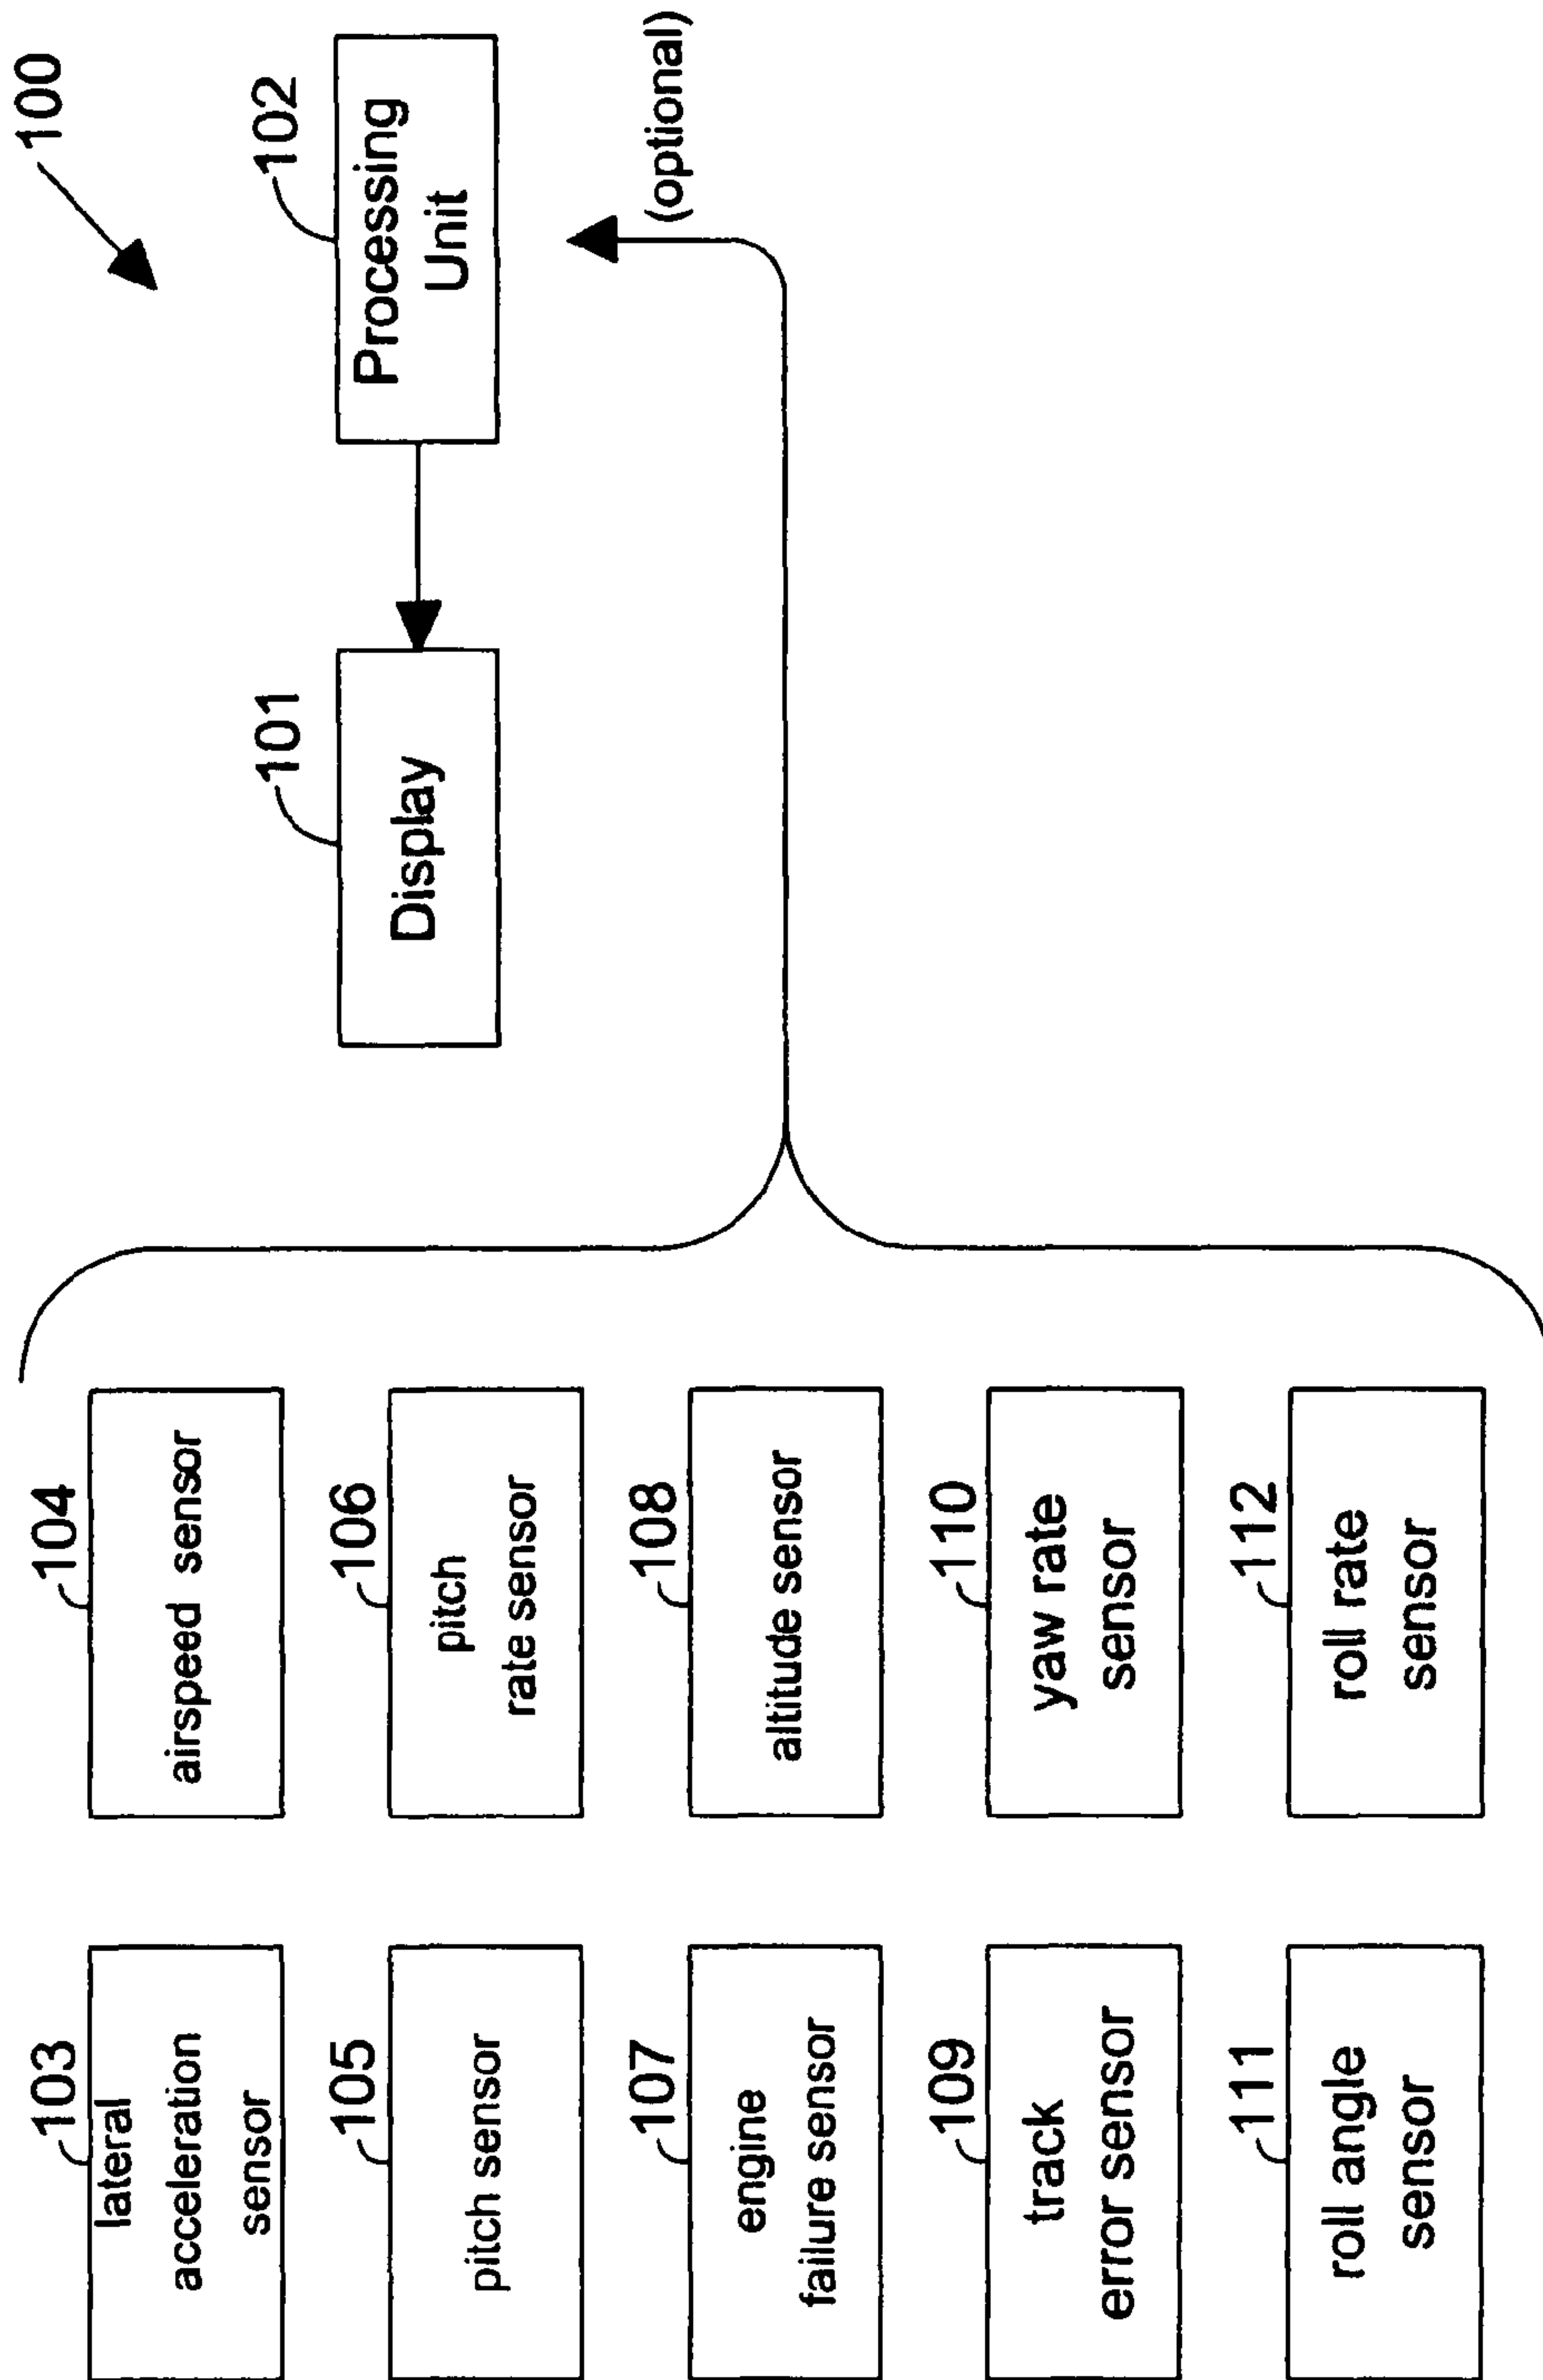 100
102
Processing
Unit
101
Display
(optional)
103
lateral
acceleration
sensor
104
airspeed sensor
105
pitch sensor
106
pitch
rate sensor
107
engine
failure sensor
108
altitude sensor
109
track
error sensor
110
yaw rate
sensor
111
roll angle
sensor
112
roll rate
sensor